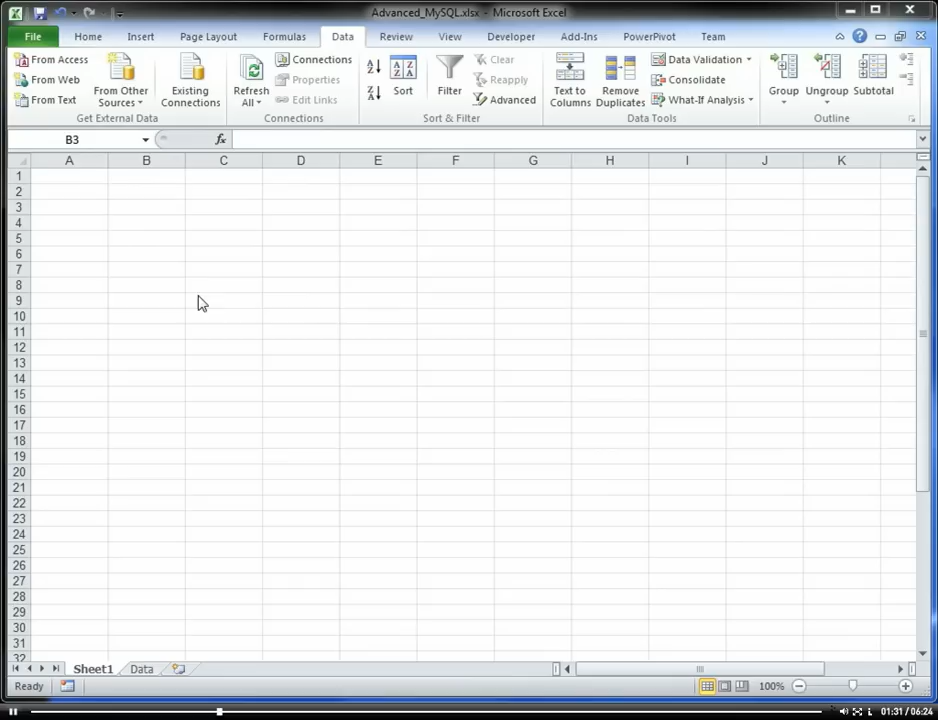 Advanced_MySQL.xlsx - Microsoft Excel
File Home Insert Page Layout Formulas Data Review View Developer Add-Ins PowerPivot Team
From Access
From Web
From Text
From Other Sources
Existing Connections
Get External Data
Refresh All
Connections
Properties
Edit Links
Connections
A Z
Z A
Sort
Filter
Clear
Reapply
Advanced
Sort & Filter
Text to Columns
Remove Duplicates
Data Validation
Consolidate
What-If Analysis
Data Tools
Group
Ungroup
Subtotal
Outline
B3 fx
A B C D E F G H I J K
1
2
3
4
5
6
7
8
9
10
11
12
13
14
15
16
17
18
19
20
21
22
23
24
25
26
27
28
29
30
31
32
Sheet1 Data
Ready 100%
01:31 / 06:24